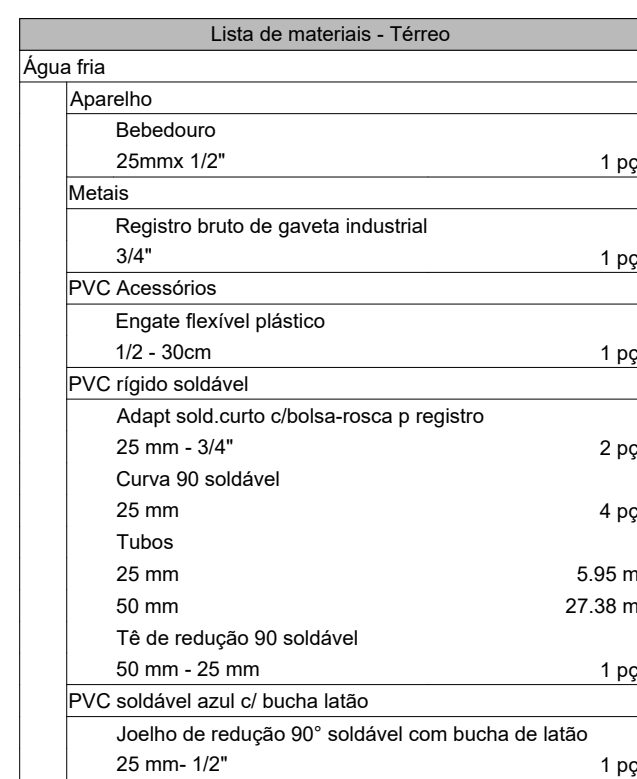 Lista de materiais - Térreo
Água fria
Aparelho
Bebedouro
25mmx 1/2" 1 pç
Metais
Registro bruto de gaveta industrial
3/4" 1 pç
PVC Acessórios
Engate flexível plástico
1/2 - 30cm 1 pç
PVC rígido soldável
Adapt sold.curto c/bolsa-rosca p registro
25 mm - 3/4" 2 pç
Curva 90 soldável
25 mm 4 pç
Tubos
25 mm 5.95 m
50 mm 27.38 m
Tê de redução 90 soldável
50 mm - 25 mm 1 pç
PVC soldável azul c/ bucha latão
Joelho de redução 90° soldável com bucha de latão
25 mm- 1/2" 1 pç